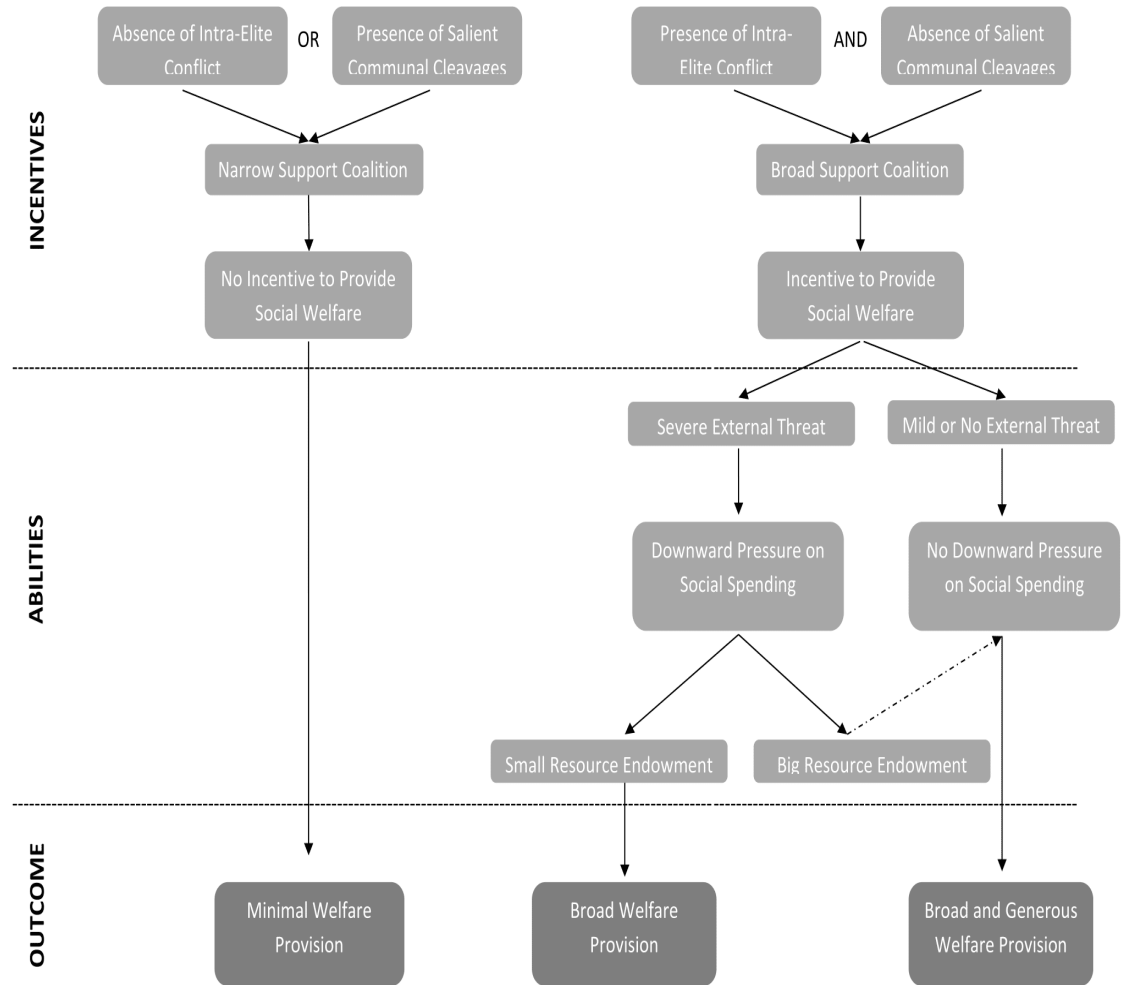 Absence of Intra-Elite
Conflict
OR
Presence of Salient
Communal Cleavages
Presence of Intra-
Elite Conflict
AND
Absence of Salient
Communal Cleavages
INCENTIVES
Narrow Support Coalition
Broad Support Coalition
No Incentive to Provide
Social Welfare
Incentive to Provide
Social Welfare
ABILITIES
Severe External Threat
Mild or No External Threat
Downward Pressure on
Social Spending
No Downward Pressure
on Social Spending
Small Resource Endowment
Big Resource Endowment
OUTCOME
Minimal Welfare
Provision
Broad Welfare
Provision
Broad and Generous
Welfare Provision